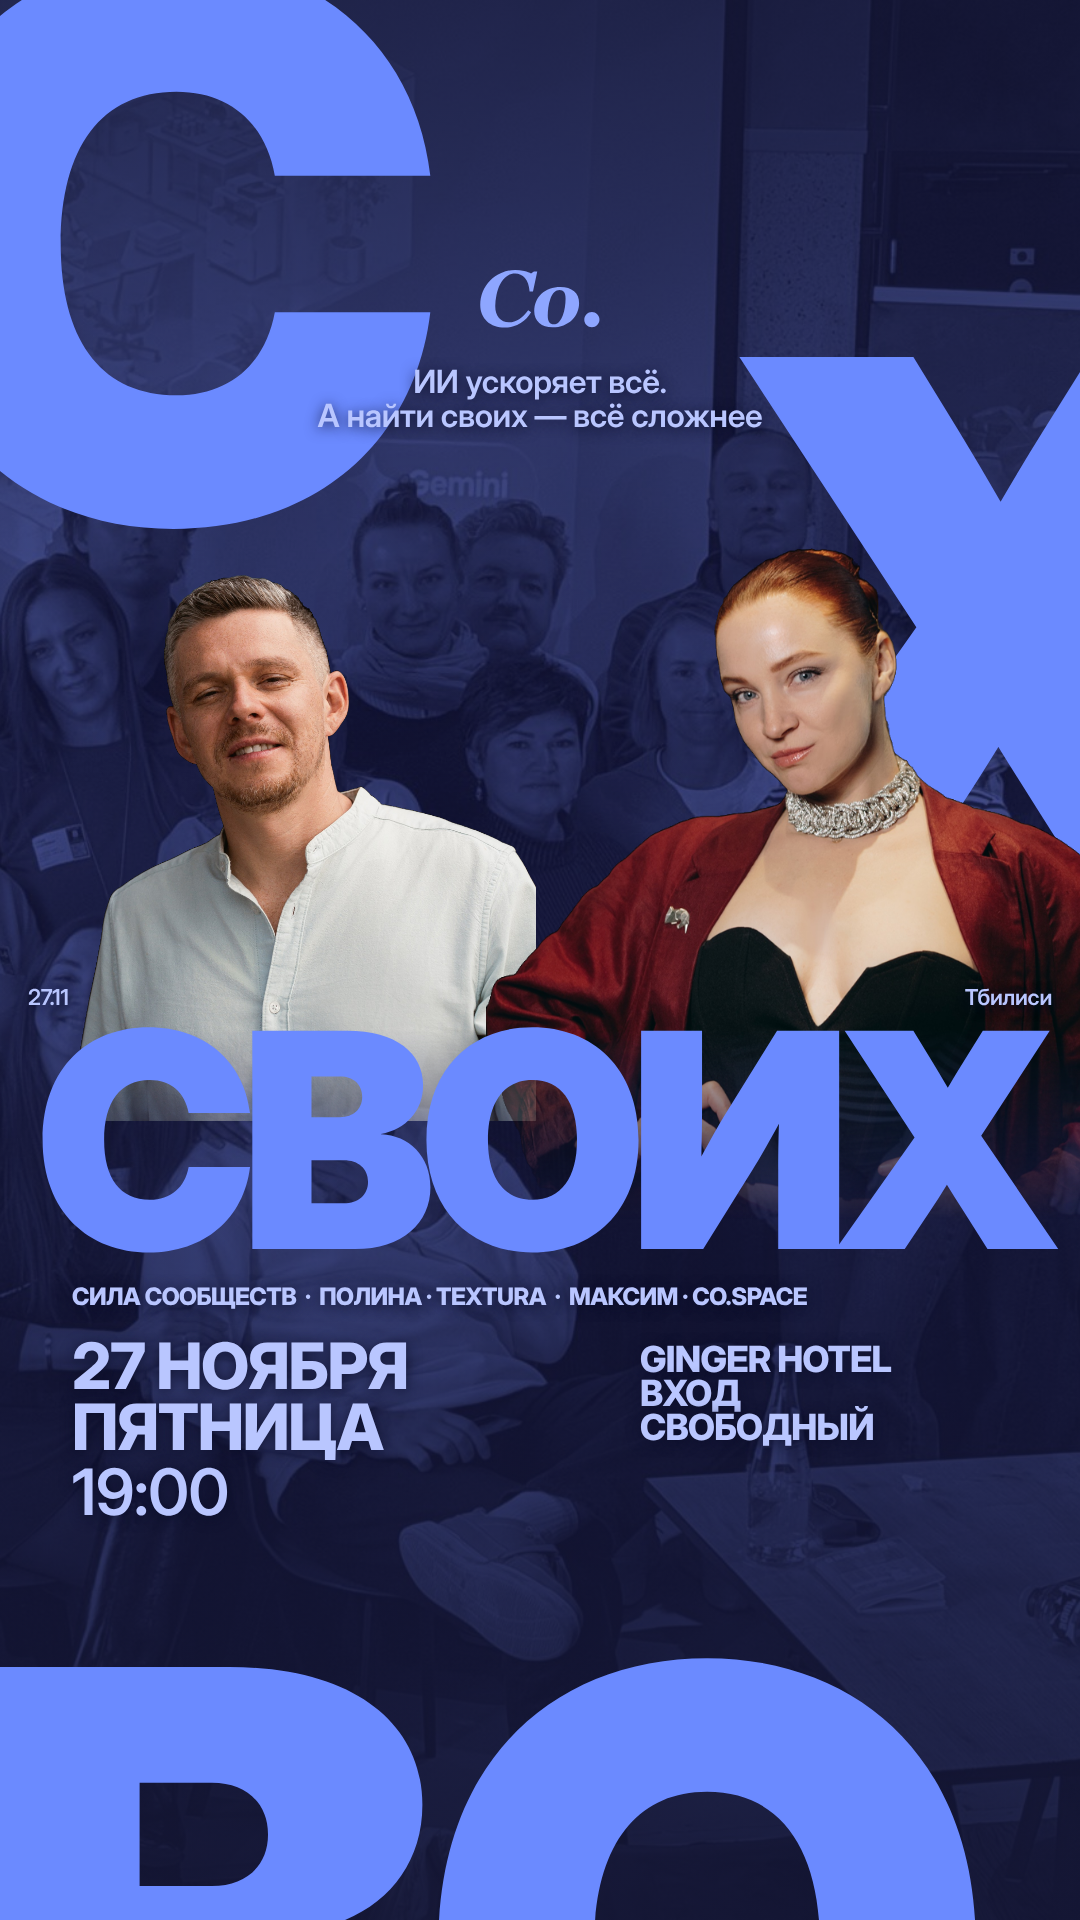 С
Co.
ИИ ускоряет всё.
А найти своих — всё сложнее
Х
Gemini
27.11
Тбилиси
СВОИХ
СИЛА СООБЩЕСТВ · ПОЛИНА · TEXTURA · МАКСИМ · CO.SPACE
27 НОЯБРЯ
ПЯТНИЦА
19:00
GINGER HOTEL
ВХОД
СВОБОДНЫЙ
ВО